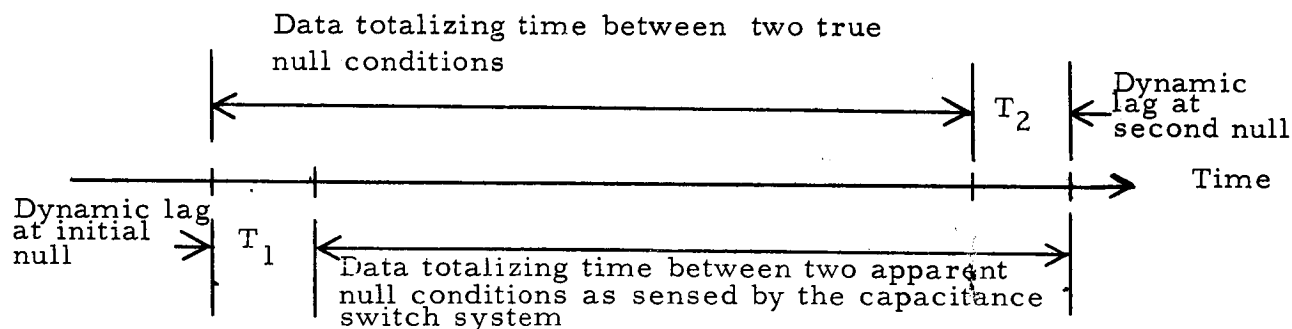 Data totalizing time between two true
null conditions
T2
Dynamic
lag at
second null
Time
Dynamic lag
at initial
null
T1
Data totalizing time between two apparent
null conditions as sensed by the capacitance
switch system